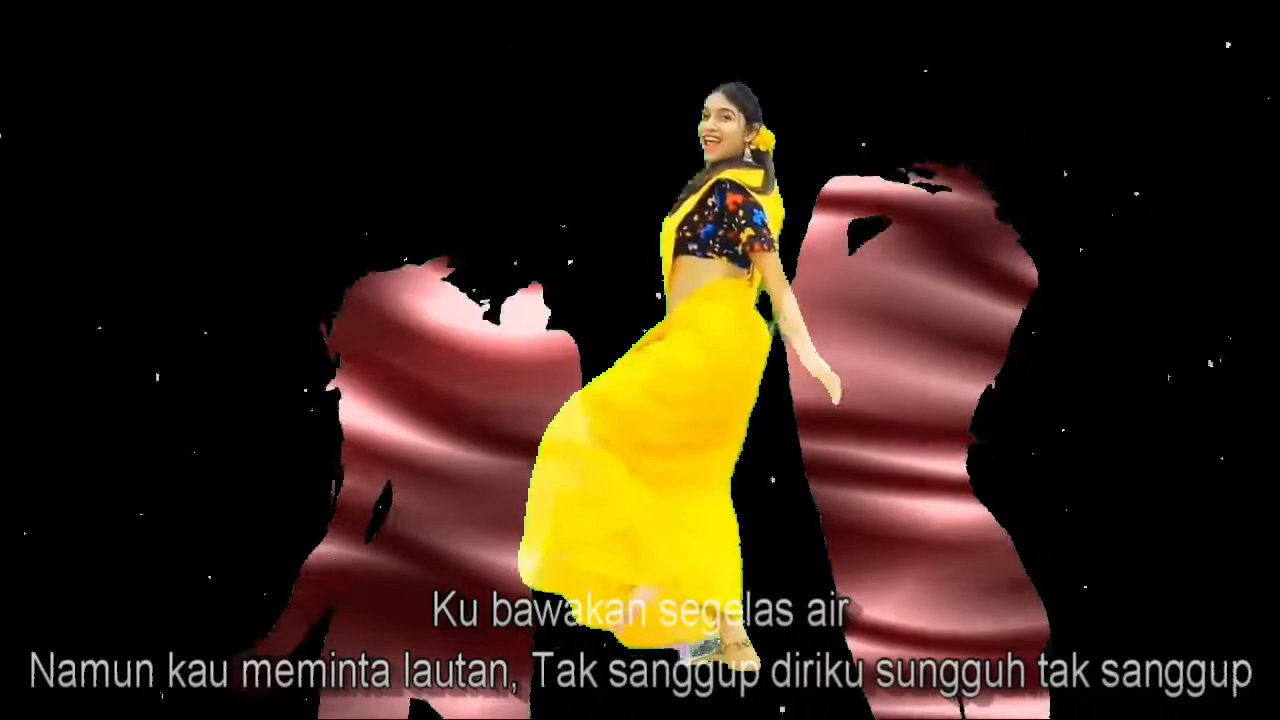 Ku bawakan segelas air
Namun kau meminta lautan, Tak sanggup diriku sungguh tak sanggup